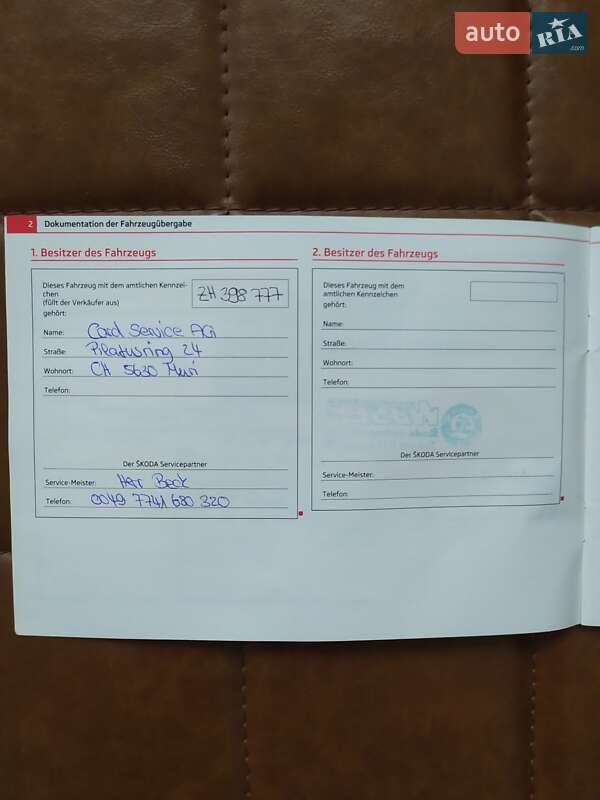 auto RIA .com
2 Dokumentation der Fahrzeugübergabe
1. Besitzer des Fahrzeugs
Dieses Fahrzeug mit dem amtlichen Kennzei-
chen
(füllt der Verkäufer aus)
gehört:
ZH 398 777
Name: Card Service AG
Straße: Pilatusring 24
Wohnort: CH 5630 Muri
Telefon:
Der ŠKODA Servicepartner
Service-Meister: Herr Beck
Telefon: 0049 7741 680 320
2. Besitzer des Fahrzeugs
Dieses Fahrzeug mit dem
amtlichen Kennzeichen
gehört:
Name:
Straße:
Wohnort:
Telefon:
Der ŠKODA Servicepartner
Service-Meister:
Telefon: